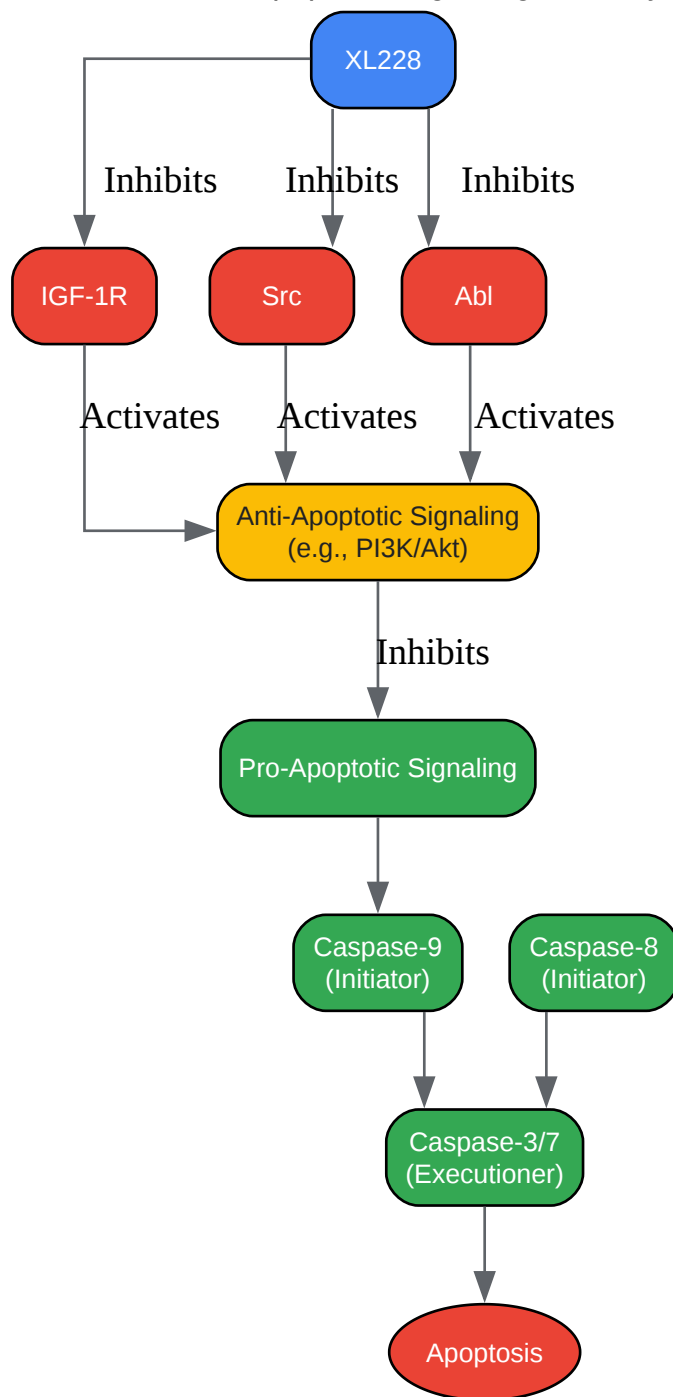 XL228
Inhibits
Inhibits
Inhibits
IGF-1R
Src
Abl
Activates
Activates
Activates
Anti-Apoptotic Signaling
(e.g., PI3K/Akt)
Inhibits
Pro-Apoptotic Signaling
Caspase-9
(Initiator)
Caspase-8
(Initiator)
Caspase-3/7
(Executioner)
Apoptosis